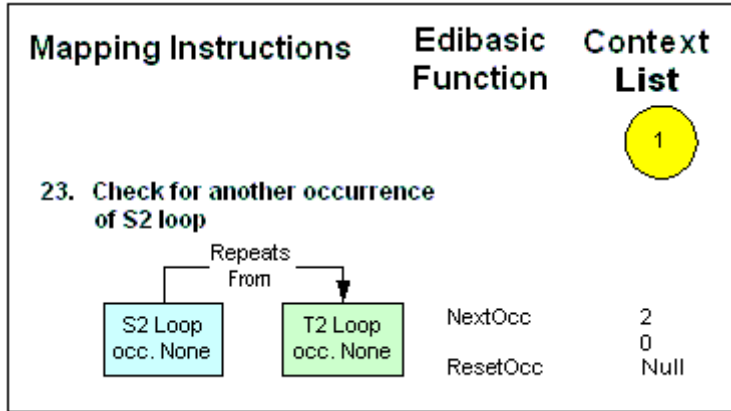 Mapping Instructions
Edibasic
Function
Context
List
1
23. Check for another occurrence
of S2 loop
Repeats
From
S2 Loop
occ. None
T2 Loop
occ. None
NextOcc 2
0
ResetOcc Null